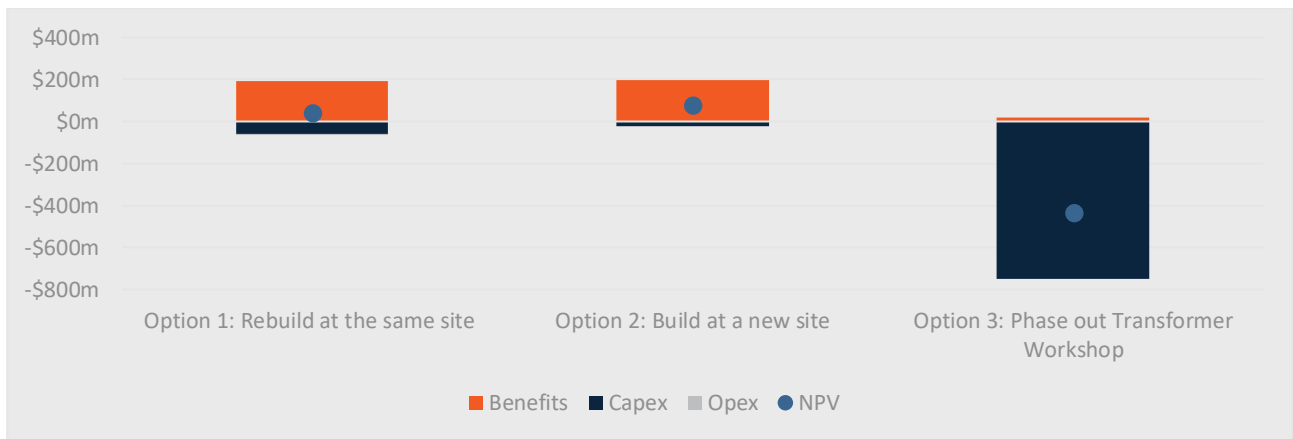 $400m
$200m
$0m
-$200m
-$400m
-$600m
-$800m
Option 1: Rebuild at the same site
Option 2: Build at a new site
Option 3: Phase out Transformer
Workshop
Benefits
Capex
Opex
NPV